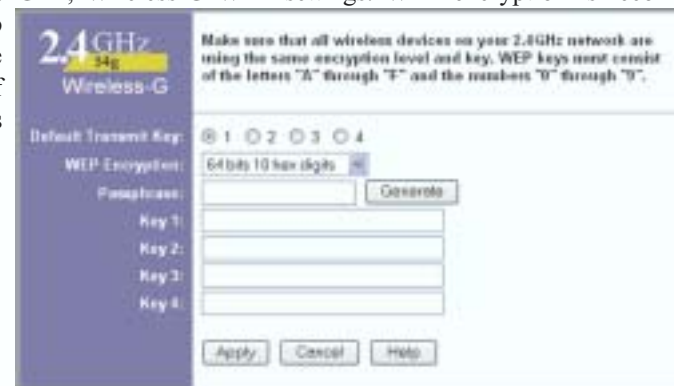 2.4GHz
54g
Wireless-G
Make sure that all wireless devices on your 2.4GHz network are
using the same encryption level and key. WEP keys must consist
of the letters "A" through "F" and the numbers "0" through "9".
Default Transmit Key: 1 2 3 4
WEP Encryption: 64 bits 10 hex digits
Passphrase: Generate
Key 1:
Key 2:
Key 3:
Key 4:
Apply Cancel Help